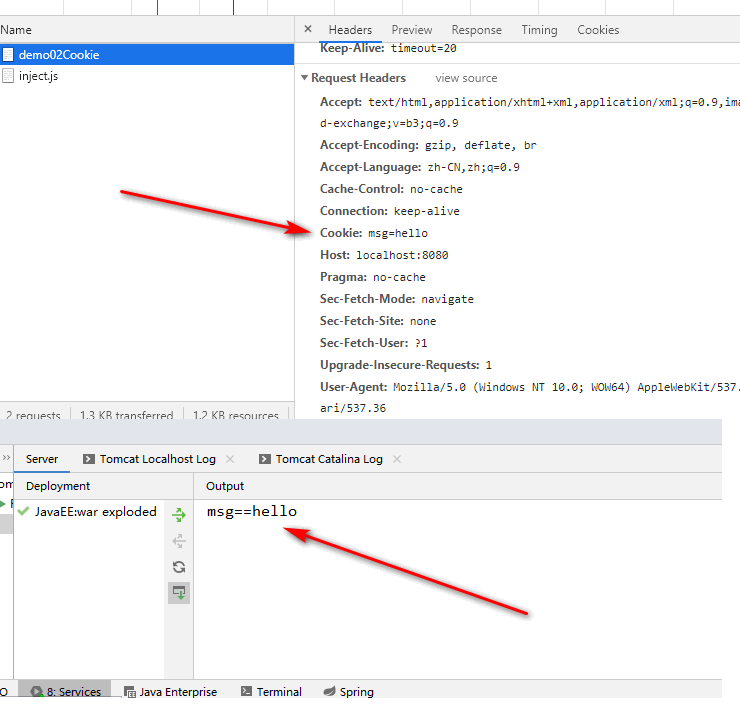 Name
× Headers Preview Response Timing Cookies
demo02Cookie
inject.js
Keep-Alive: timeout=20
Request Headers view source
Accept: text/html,application/xhtml+xml,application/xml;q=0.9,ima
d-exchange;v=b3;q=0.9
Accept-Encoding: gzip, deflate, br
Accept-Language: zh-CN,zh;q=0.9
Cache-Control: no-cache
Connection: keep-alive
Cookie: msg=hello
Host: localhost:8080
Pragma: no-cache
Sec-Fetch-Mode: navigate
Sec-Fetch-Site: none
Sec-Fetch-User: ?1
Upgrade-Insecure-Requests: 1
User-Agent: Mozilla/5.0 (Windows NT 10.0; WOW64) AppleWebKit/537.
ari/537.36
2 requests 1.3 KB transferred 1.2 KB resources
Server Tomcat Localhost Log Tomcat Catalina Log
Deployment Output
JavaEE:war exploded
msg==hello
8: Services Java Enterprise Terminal Spring